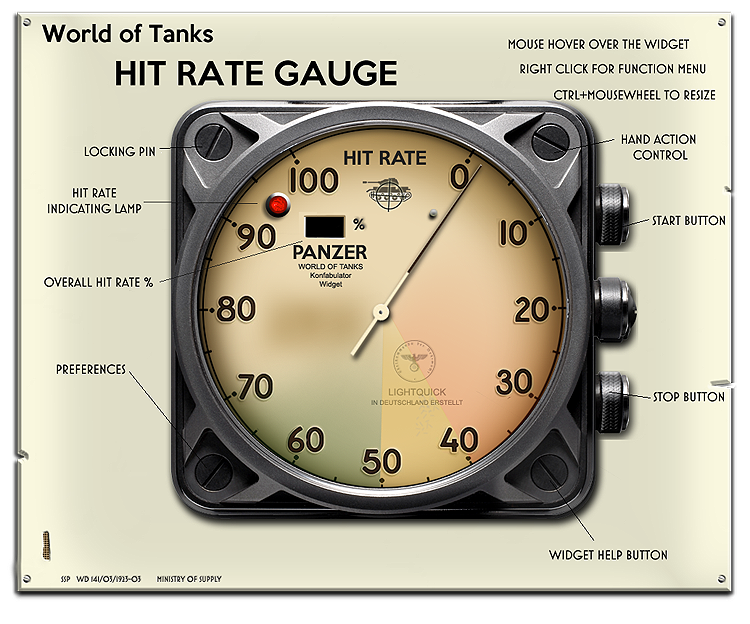 World of Tanks
HIT RATE GAUGE
MOUSE HOVER OVER THE WIDGET
RIGHT CLICK FOR FUNCTION MENU
CTRL+MOUSEWHEEL TO RESIZE
LOCKING PIN
HAND ACTION
CONTROL
HIT RATE
INDICATING LAMP
START BUTTON
OVERALL HIT RATE %
PREFERENCES
STOP BUTTON
WIDGET HELP BUTTON
HIT RATE
100
0
90
10
%
PANZER
WORLD OF TANKS
Konfabulator
Widget
80
20
70
30
LIGHTQUICK
IN DEUTSCHLAND ERSTELLT
60
40
50
SSP WD 141/03/1923-03 MINISTRY OF SUPPLY